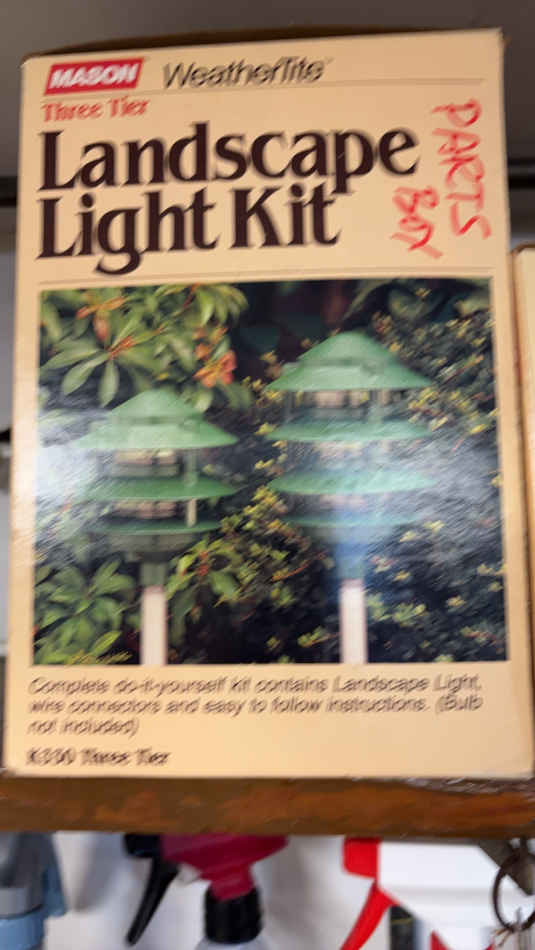 MASON WeatherTite
Three Tier
Landscape
Light Kit
PARTS
BOX
Complete do-it-yourself kit contains Landscape Light,
wire connectors and easy to follow instructions. (Bulb
not included)
Three Tier